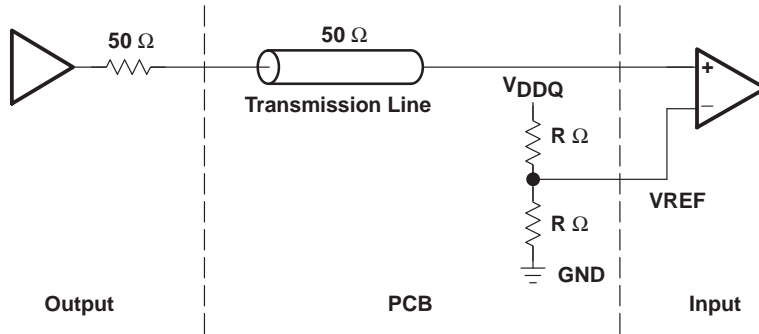 50 Ω
50 Ω
+
Transmission Line
VDDQ
−
R Ω
VREF
R Ω
GND
Output
PCB
Input